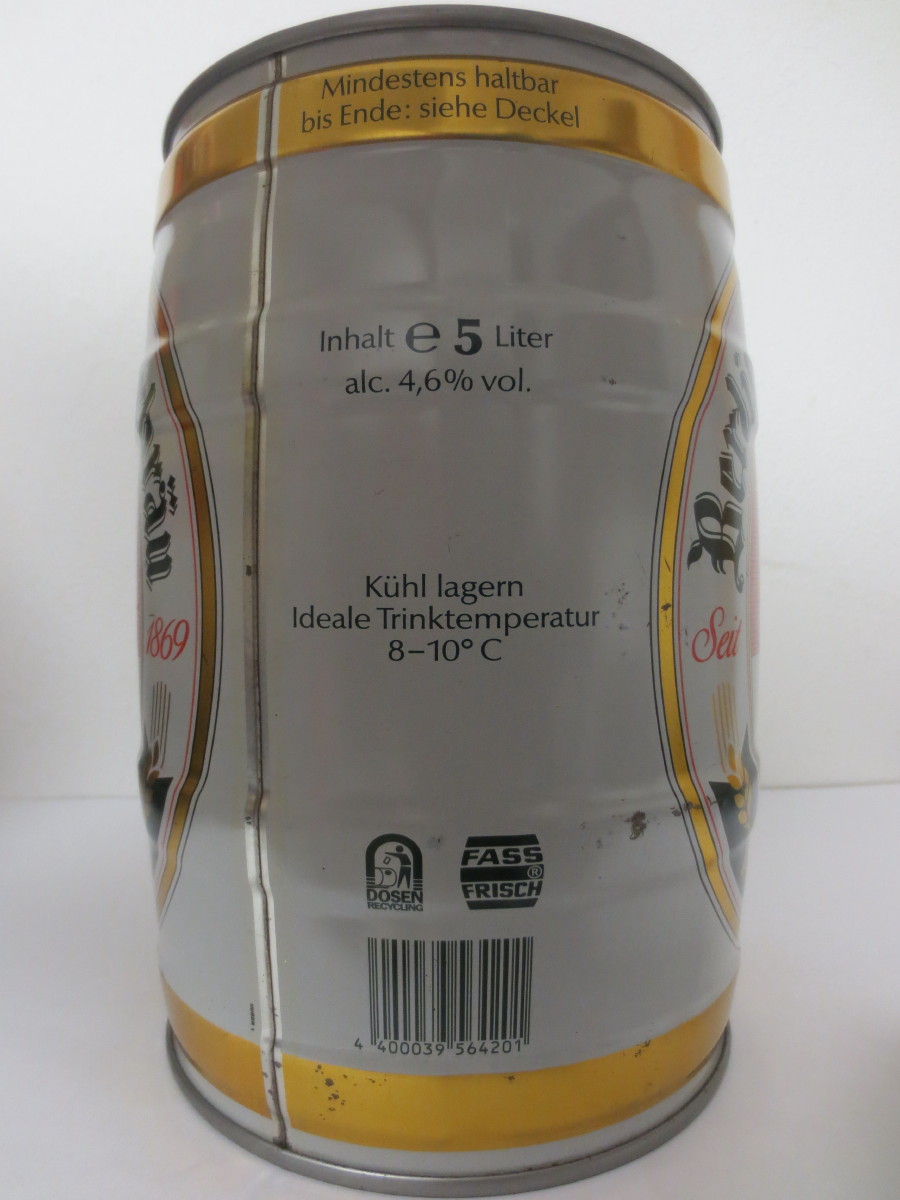 Mindestens haltbar
bis Ende: siehe Deckel
Inhalt e 5 Liter
alc. 4,6% vol.
Kühl lagern
Ideale Trinktemperatur
8–10° C
1869
Seit
DOSEN
RECYCLING
FASS
®
FRISCH
4 400039 564201